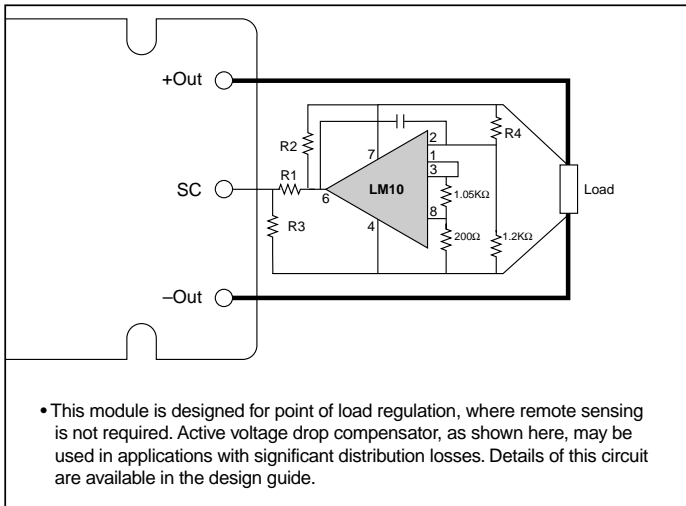 +Out
R2
R4
2
7
1
R1
3
SC
LM10
Load
6
1.05KΩ
8
R3
4
200Ω
1.2KΩ
–Out
• This module is designed for point of load regulation, where remote sensing
is not required. Active voltage drop compensator, as shown here, may be
used in applications with significant distribution losses. Details of this circuit
are available in the design guide.